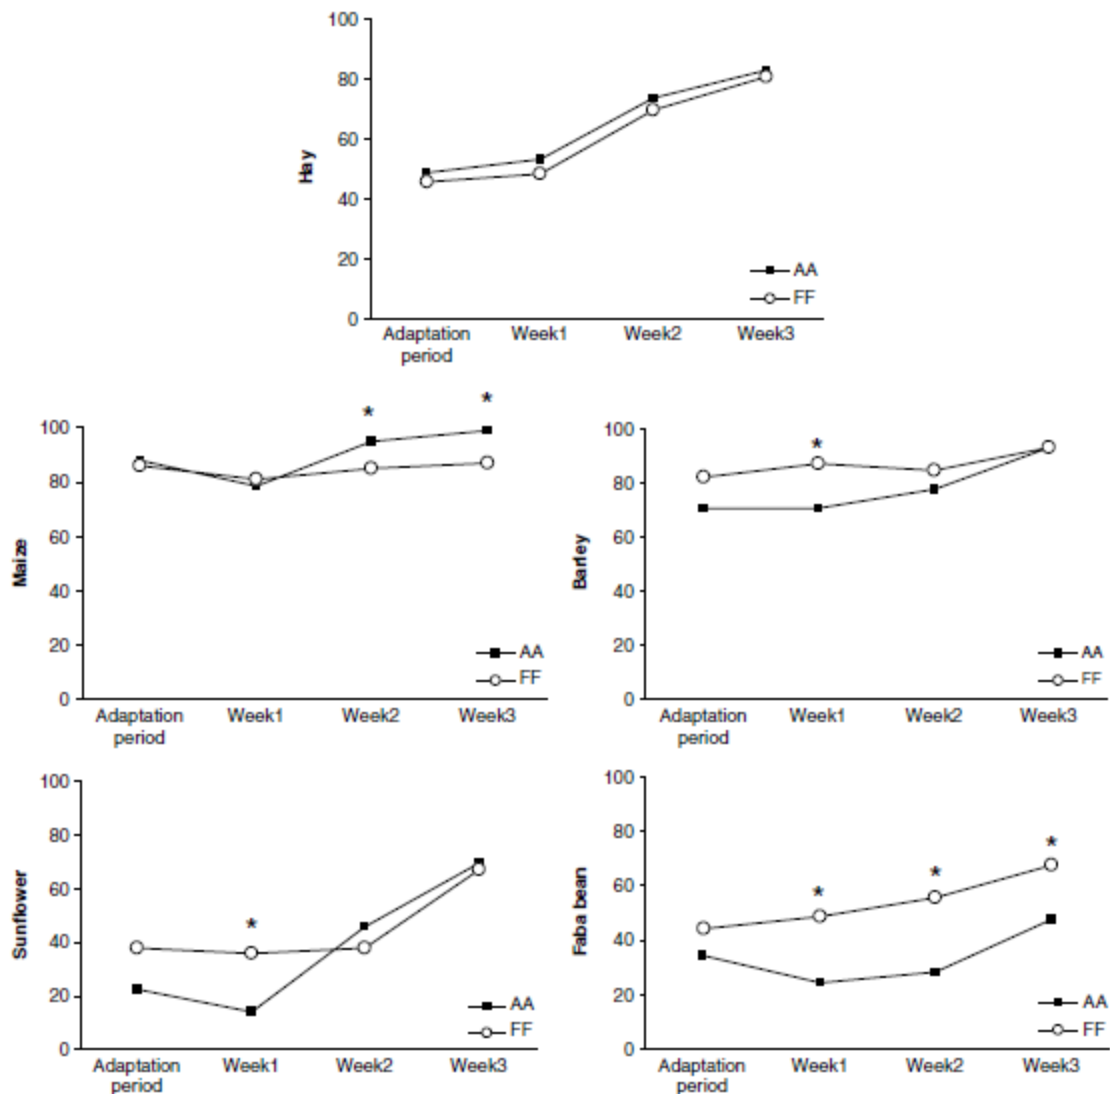 100
80
60
40
20
0
Hay
AA
FF
Adaptation period
Week1
Week2
Week3
*
*
100
80
60
40
20
0
Maize
AA
FF
Adaptation period
Week1
Week2
Week3
*
100
80
60
40
20
0
Barley
AA
FF
Adaptation period
Week1
Week2
Week3
*
100
80
60
40
20
0
Sunflower
AA
FF
Adaptation period
Week1
Week2
Week3
*
*
*
100
80
60
40
20
0
Faba bean
AA
FF
Adaptation period
Week1
Week2
Week3